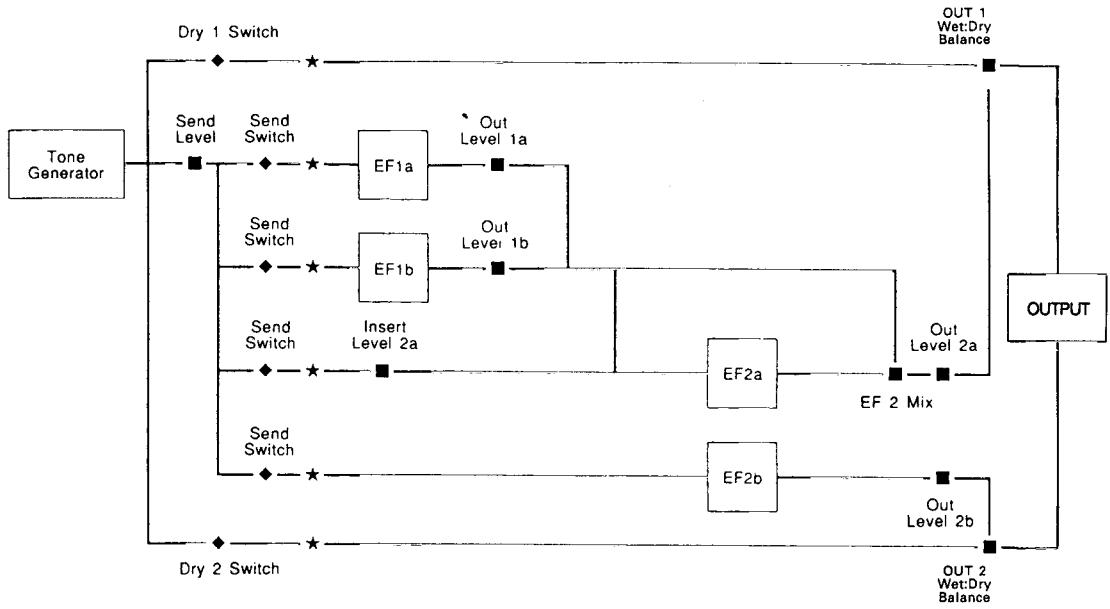 OUT 1
Wet:Dry
Balance
Dry 1 Switch
Send
Level
Send
Switch
Out
Level 1a
Tone
Generator
EF1a
Send
Switch
Out
Level 1b
EF1b
Send
Switch
Insert
Level 2a
OUTPUT
Out
Level 2a
EF2a
EF 2 Mix
Send
Switch
EF2b
Out
Level 2b
Dry 2 Switch
OUT 2
Wet:Dry
Balance